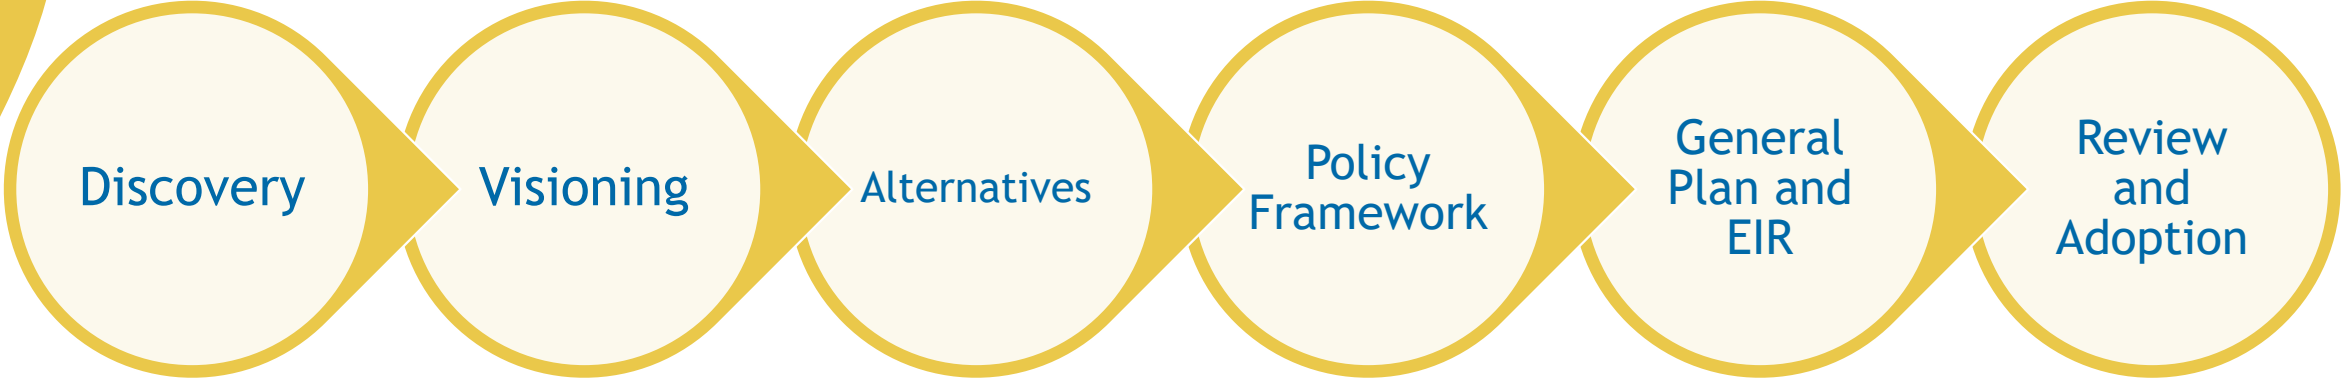 Discovery
Visioning
Alternatives
Policy
Framework
General
Plan and
EIR
Review
and
Adoption